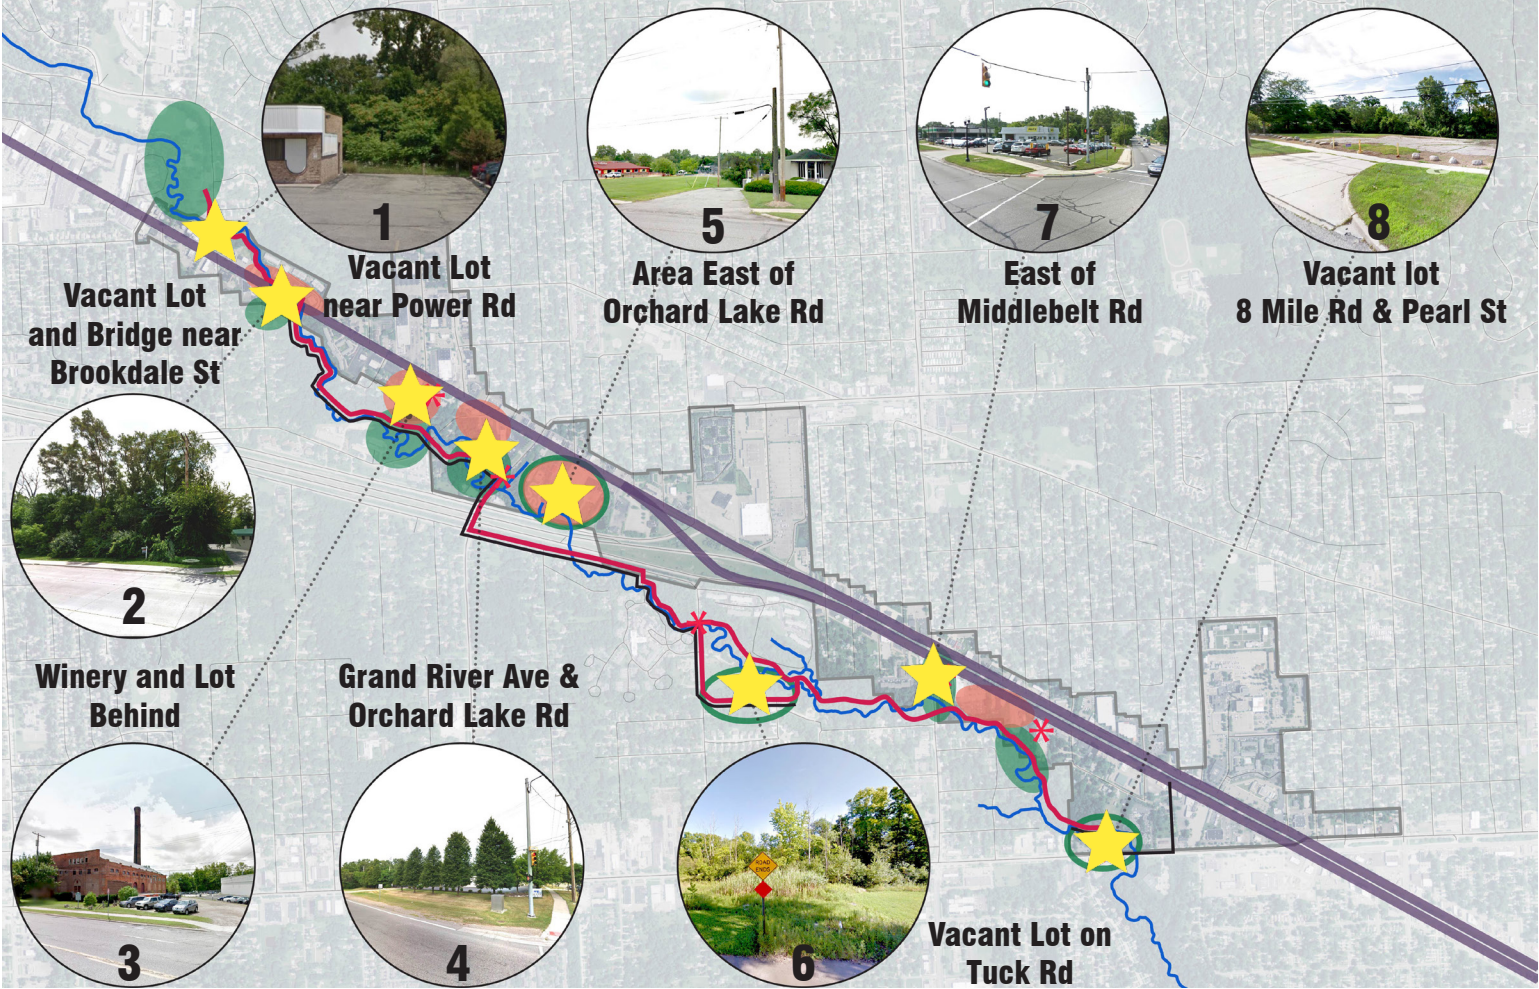 1
Vacant Lot
near Power Rd
5
Area East of
Orchard Lake Rd
7
East of
Middlebelt Rd
8
Vacant lot
8 Mile Rd & Pearl St
Vacant Lot
and Bridge near
Brookdale St
2
Winery and Lot
Behind
3
Grand River Ave &
Orchard Lake Rd
4
ROAD
ENDS
6
Vacant Lot on
Tuck Rd